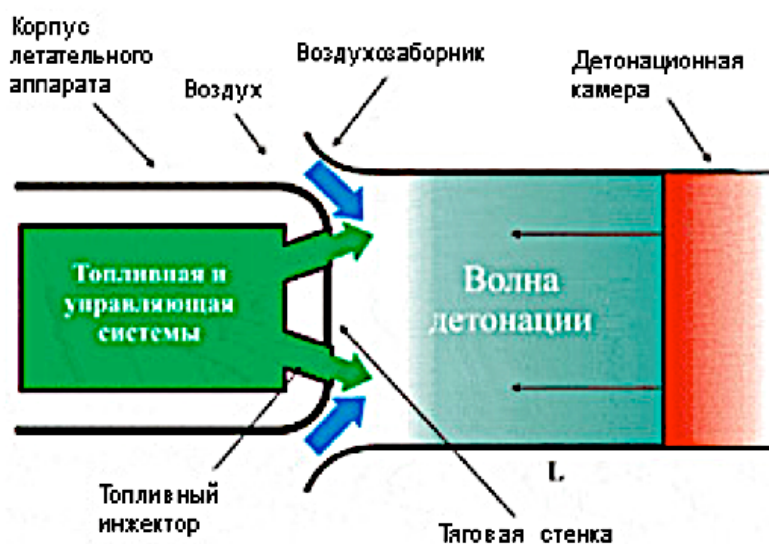 Корпус
летательного
аппарата
Воздух
Воздухозаборник
Детонационная
камера
Топливная и
управляющая
системы
Волна
детонации
L
Топливный
инжектор
Тяговая стенка